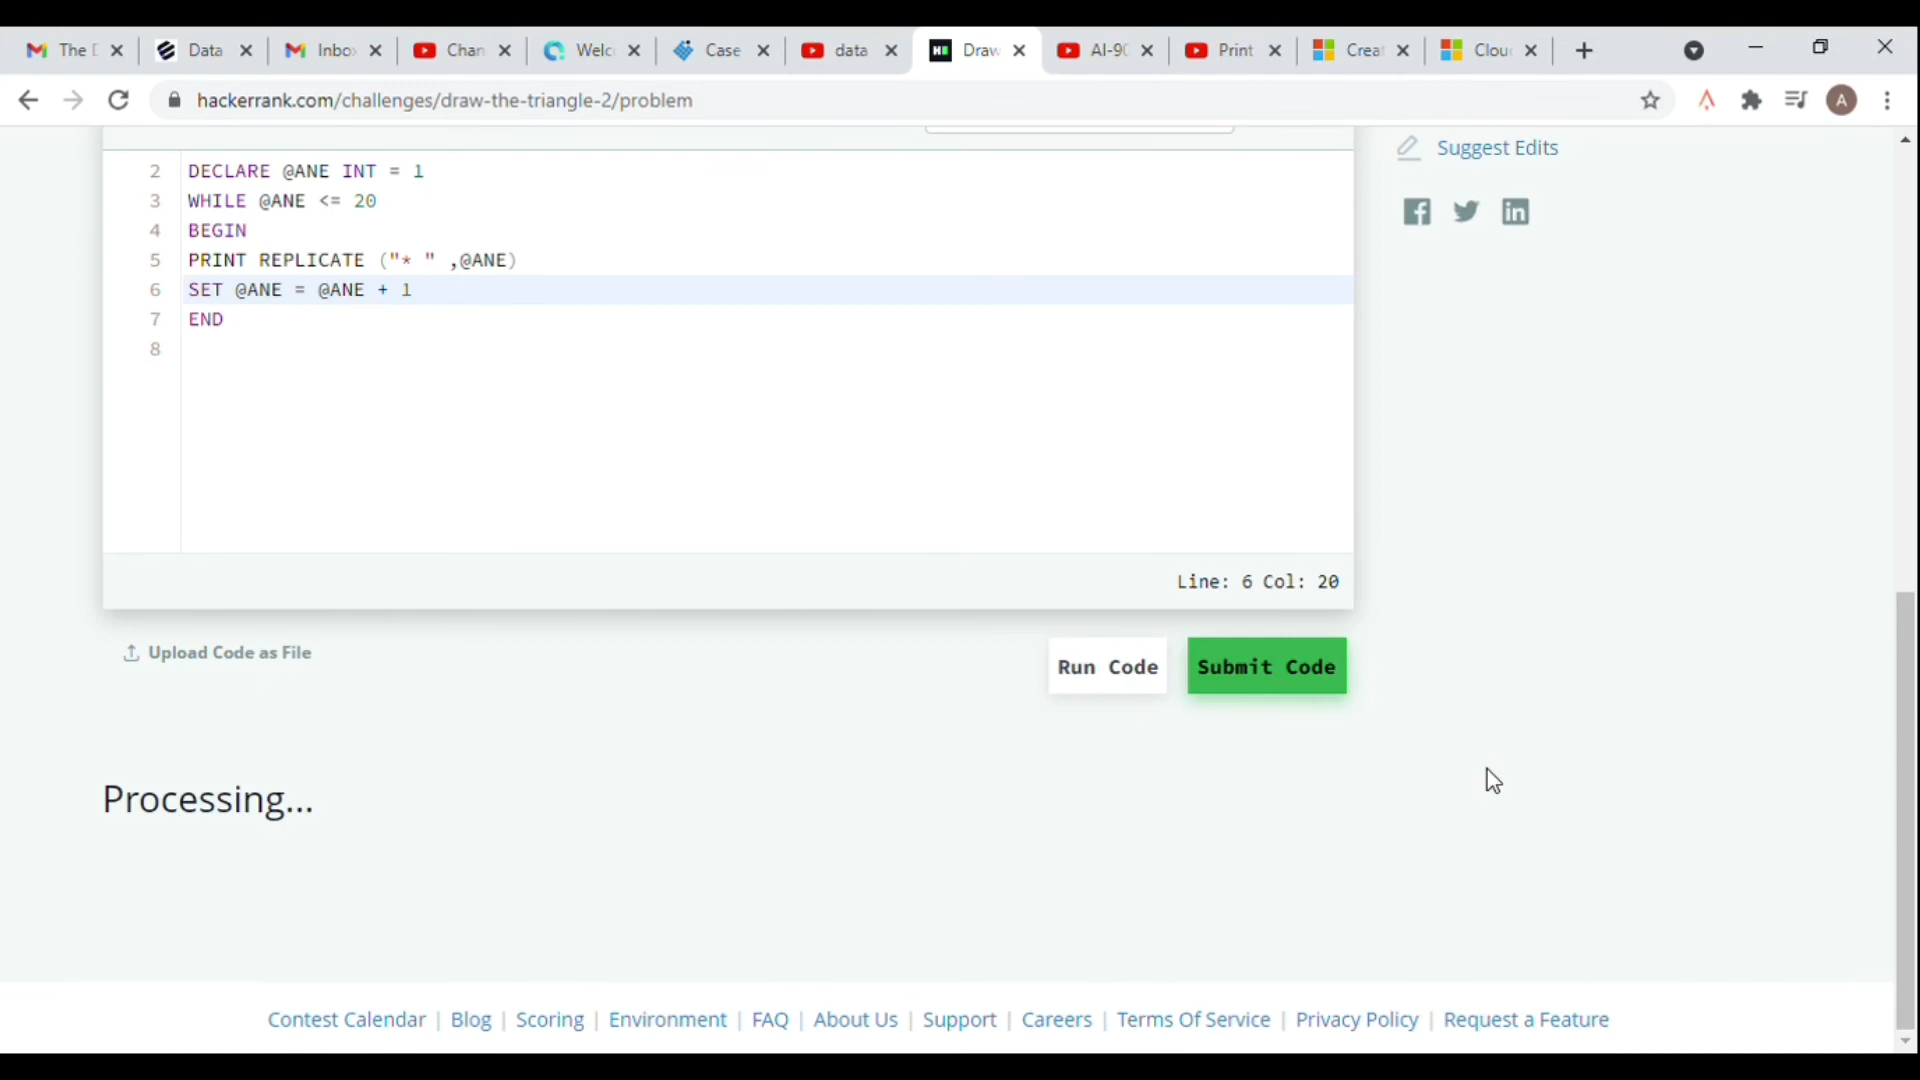 The D
Data
Inbo
Chan
Welc
Case
data
Draw
AI-90
Print
Creat
Clou
hackerrank.com/challenges/draw-the-triangle-2/problem
A
Suggest Edits
2 DECLARE @ANE INT = 1
3 WHILE @ANE <= 20
4 BEGIN
5 PRINT REPLICATE ("* " ,@ANE)
6 SET @ANE = @ANE + 1
7 END
8
Line: 6 Col: 20
Upload Code as File
Run Code
Submit Code
Processing...
Contest Calendar | Blog | Scoring | Environment | FAQ | About Us | Support | Careers | Terms Of Service | Privacy Policy | Request a Feature